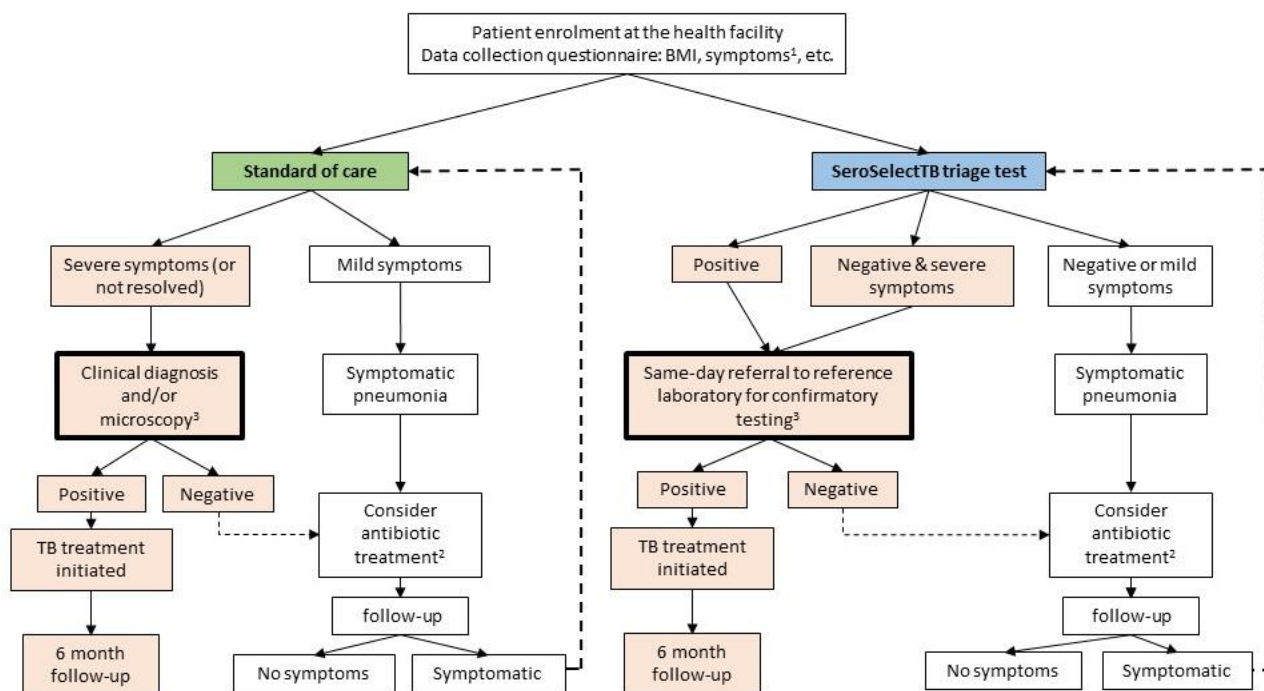 Patient enrolment at the health facility
Data collection questionnaire: BMI, symptoms¹, etc.
Standard of care
SeroSelectTB triage test
Severe symptoms (or
not resolved)
Mild symptoms
Positive
Negative & severe
symptoms
Negative or mild
symptoms
Clinical diagnosis
and/or
microscopy³
Symptomatic
pneumonia
Same-day referral to reference
laboratory for confirmatory
testing³
Symptomatic
pneumonia
Positive
Negative
Consider
antibiotic
treatment²
Positive
Negative
Consider
antibiotic
treatment²
TB treatment
initiated
TB treatment
initiated
follow-up
follow-up
6 month
follow-up
No symptoms
Symptomatic
6 month
follow-up
No symptoms
Symptomatic